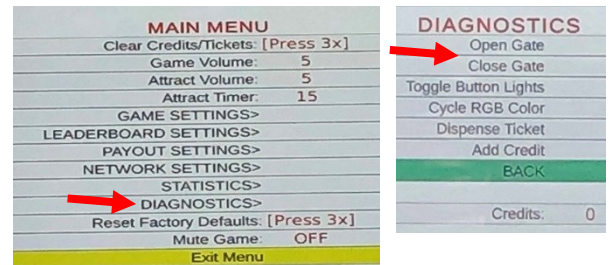 MAIN MENU
Clear Credits/Tickets: [Press 3x]
Game Volume: 5
Attract Volume: 5
Attract Timer: 15
GAME SETTINGS>
LEADERBOARD SETTINGS>
PAYOUT SETTINGS>
NETWORK SETTINGS>
STATISTICS>
DIAGNOSTICS>
Reset Factory Defaults: [Press 3x]
Mute Game: OFF
Exit Menu
DIAGNOSTICS
Open Gate
Close Gate
Toggle Button Lights
Cycle RGB Color
Dispense Ticket
Add Credit
BACK
Credits: 0